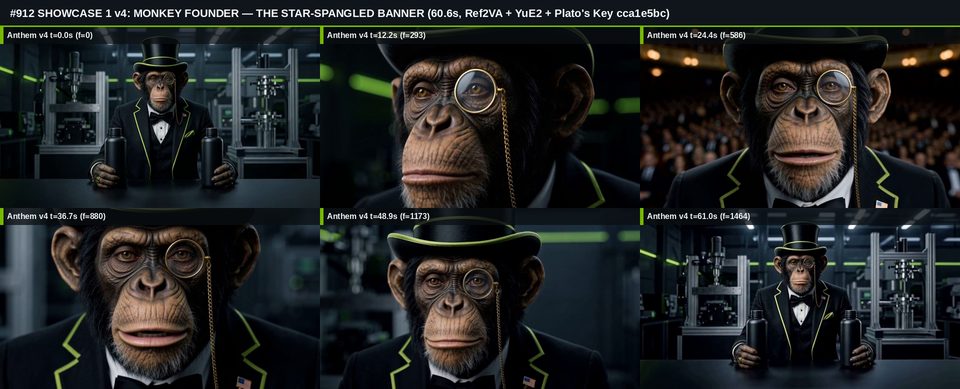 #912 SHOWCASE 1 v4: MONKEY FOUNDER — THE STAR-SPANGLED BANNER (60.6s, Ref2VA + YuE2 + Plato's Key cca1e5bc)
Anthem v4 t=0.0s (f=0)
Anthem v4 t=12.2s (f=293)
Anthem v4 t=24.4s (f=586)
Anthem v4 t=36.7s (f=880)
Anthem v4 t=48.9s (f=1173)
Anthem v4 t=61.0s (f=1464)